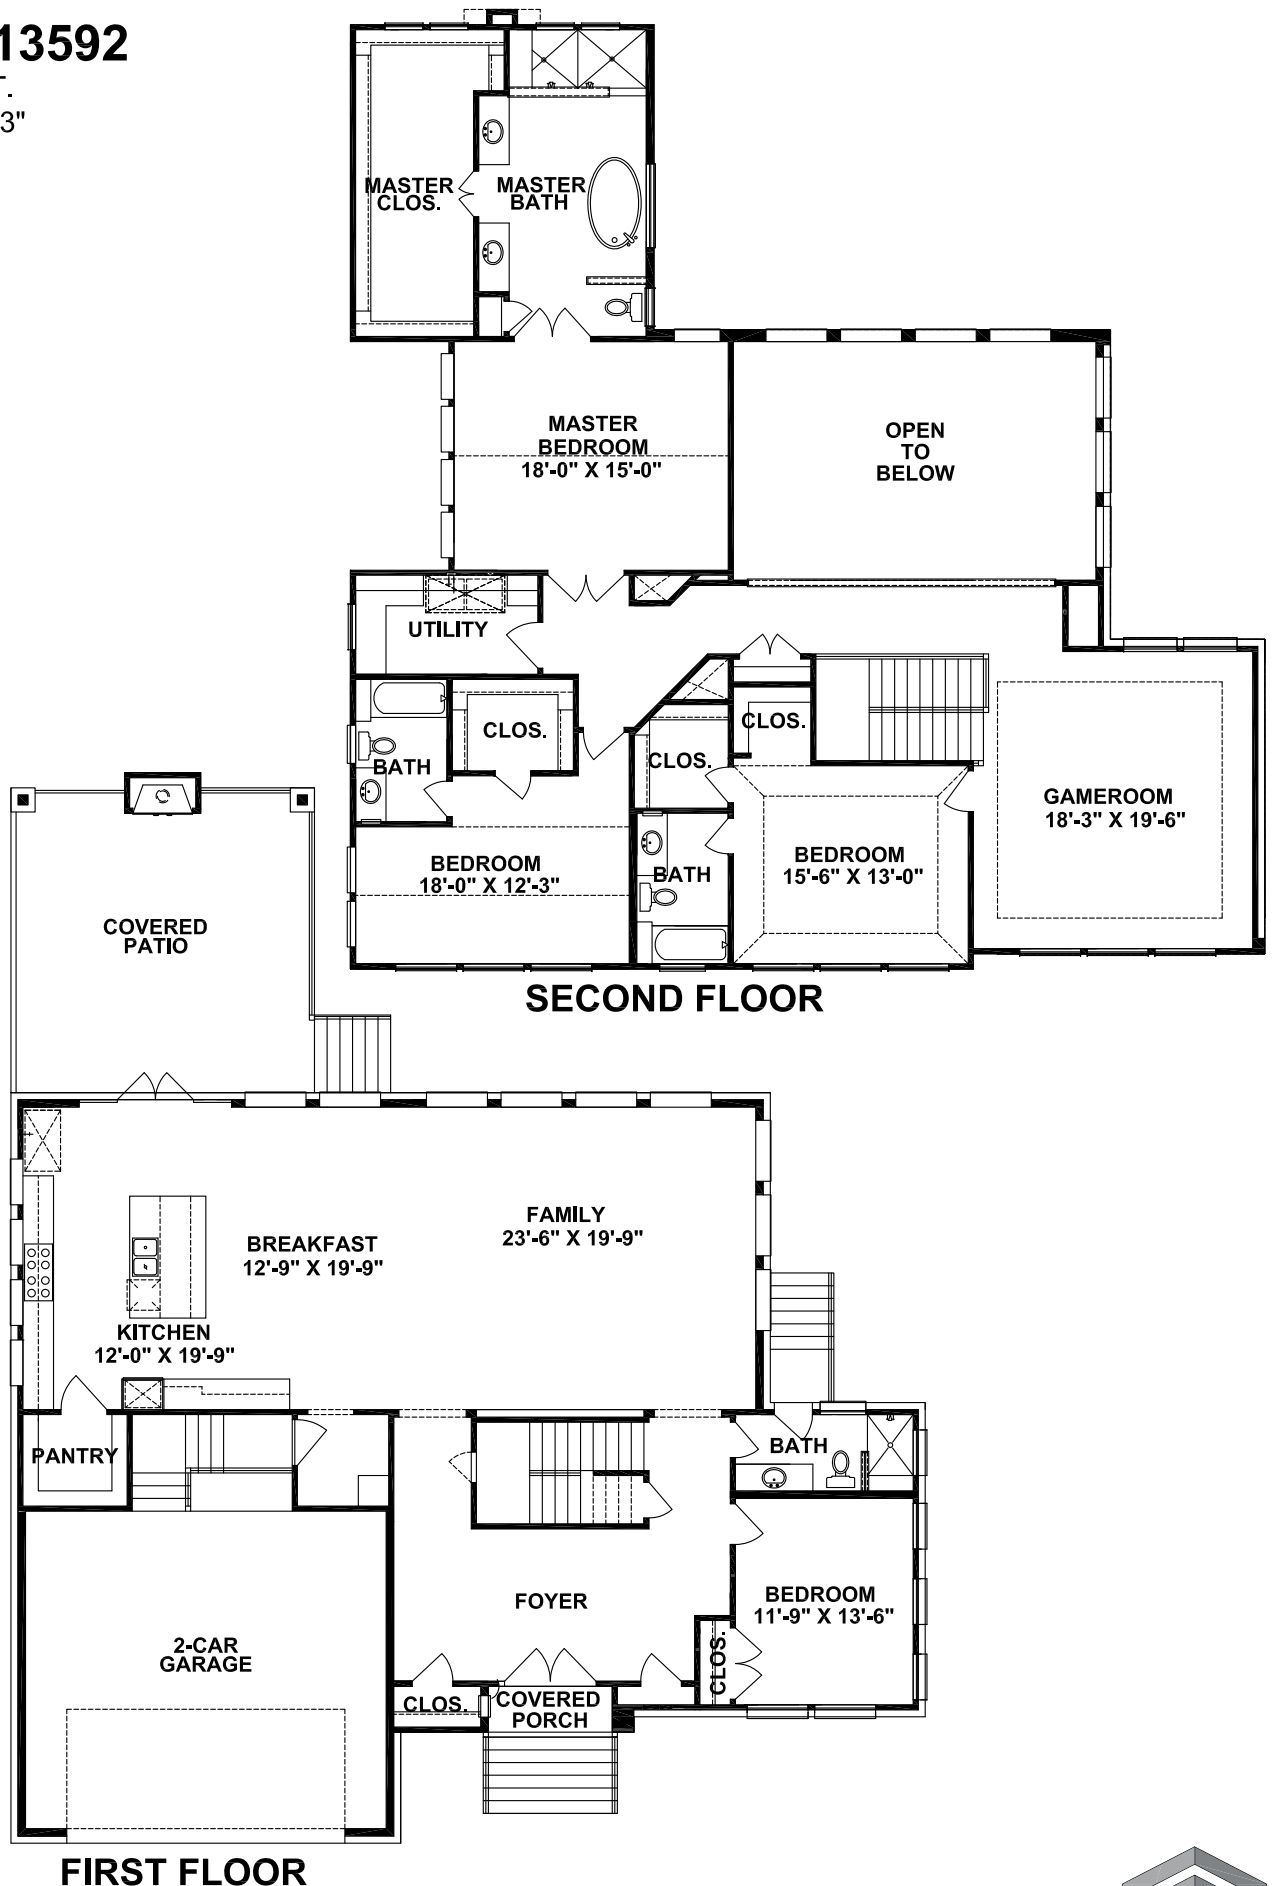 13592
3"
MASTER
CLOS.
MASTER
BATH
MASTER
BEDROOM
18'-0" X 15'-0"
OPEN
TO
BELOW
UTILITY
CLOS.
CLOS.
BATH
CLOS.
GAMEROOM
18'-3" X 19'-6"
BEDROOM
18'-0" X 12'-3"
BATH
BEDROOM
15'-6" X 13'-0"
SECOND FLOOR
COVERED
PATIO
FAMILY
23'-6" X 19'-9"
BREAKFAST
12'-9" X 19'-9"
KITCHEN
12'-0" X 19'-9"
PANTRY
BATH
FOYER
BEDROOM
11'-9" X 13'-6"
2-CAR
GARAGE
CLOS.
CLOS.
COVERED
PORCH
FIRST FLOOR